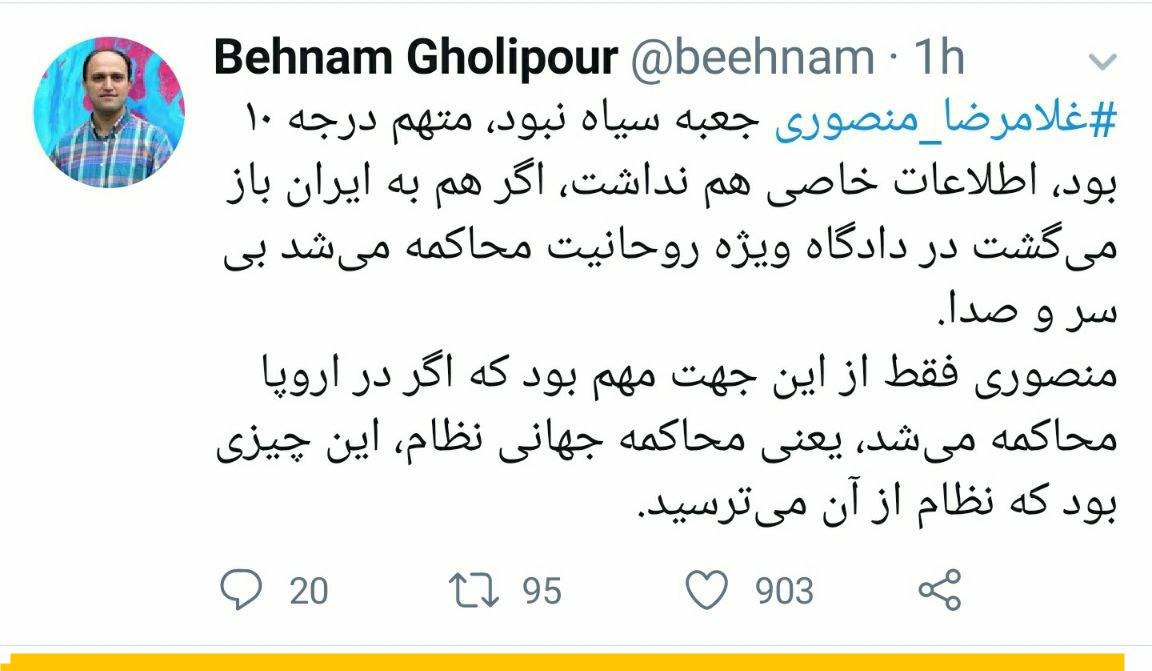 Behnam Gholipour @beehnam · 1h
#غلامرضا_منصوری جعبه سیاه نبود، متهم درجه ۱۰
بود، اطلاعات خاصی هم نداشت، اگر هم به ایران باز
می‌گشت در دادگاه ویژه روحانیت محاکمه می‌شد بی
سر و صدا.
منصوری فقط از این جهت مهم بود که اگر در اروپا
محاکمه می‌شد، یعنی محاکمه جهانی نظام، این چیزی
بود که نظام از آن می‌ترسید.
20 95 903